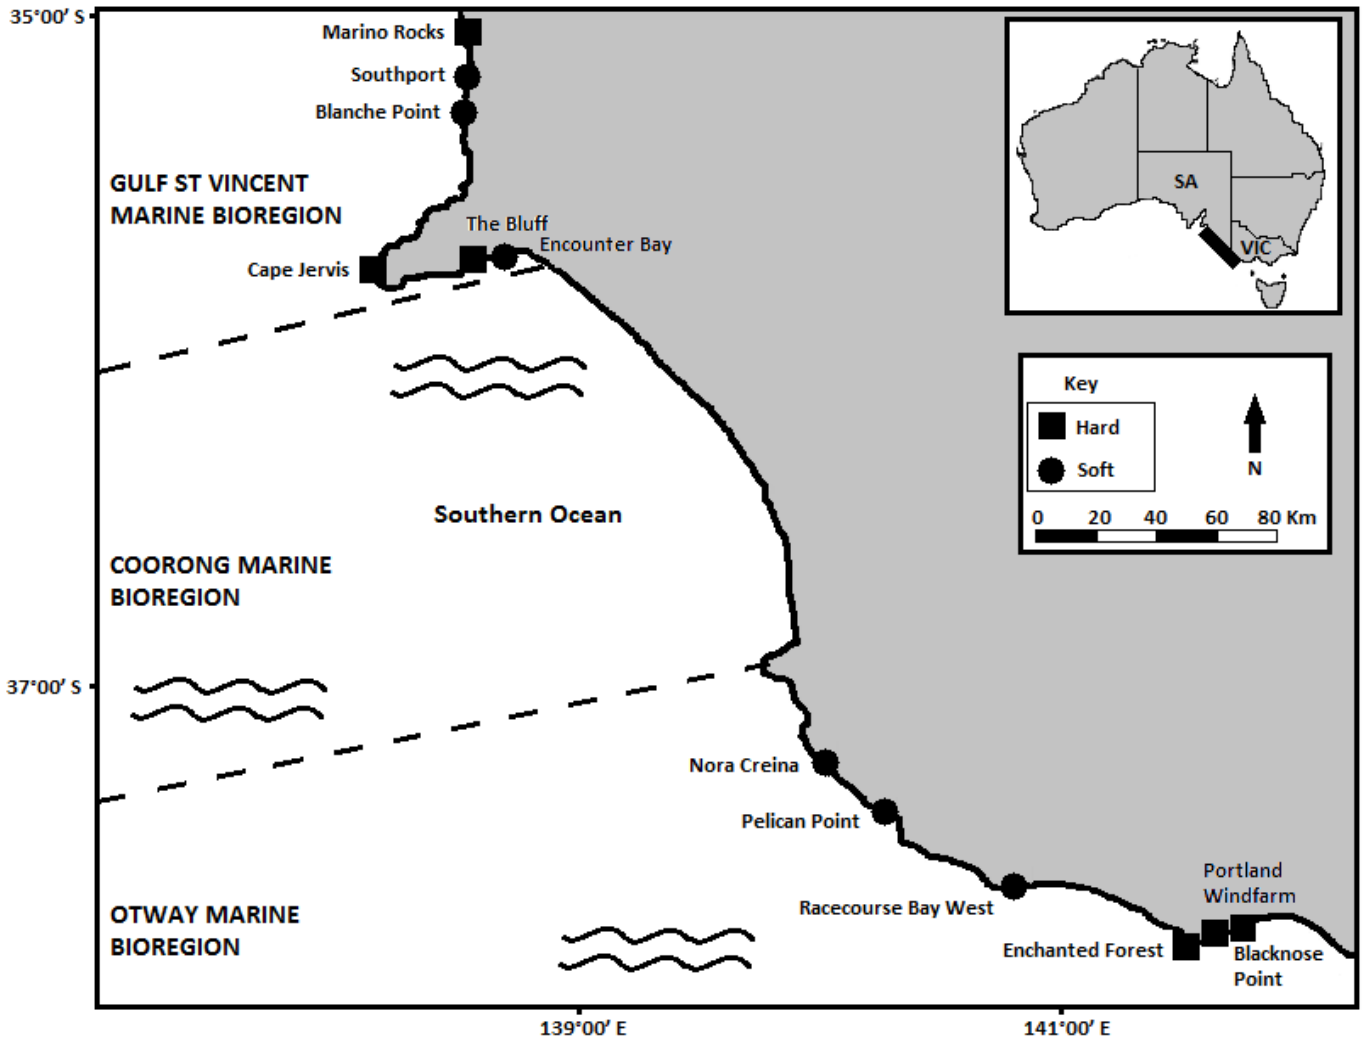 35°00' S
Marino Rocks
Southport
Blanche Point
GULF ST VINCENT
MARINE BIOREGION
The Bluff
Encounter Bay
Cape Jervis
SA
VIC
Key
Hard
Soft
N
0 20 40 60 80 Km
Southern Ocean
COORONG MARINE
BIOREGION
37°00' S
Nora Creina
Pelican Point
Racecourse Bay West
Portland
Windfarm
Enchanted Forest
Blacknose
Point
OTWAY MARINE
BIOREGION
139°00' E
141°00' E